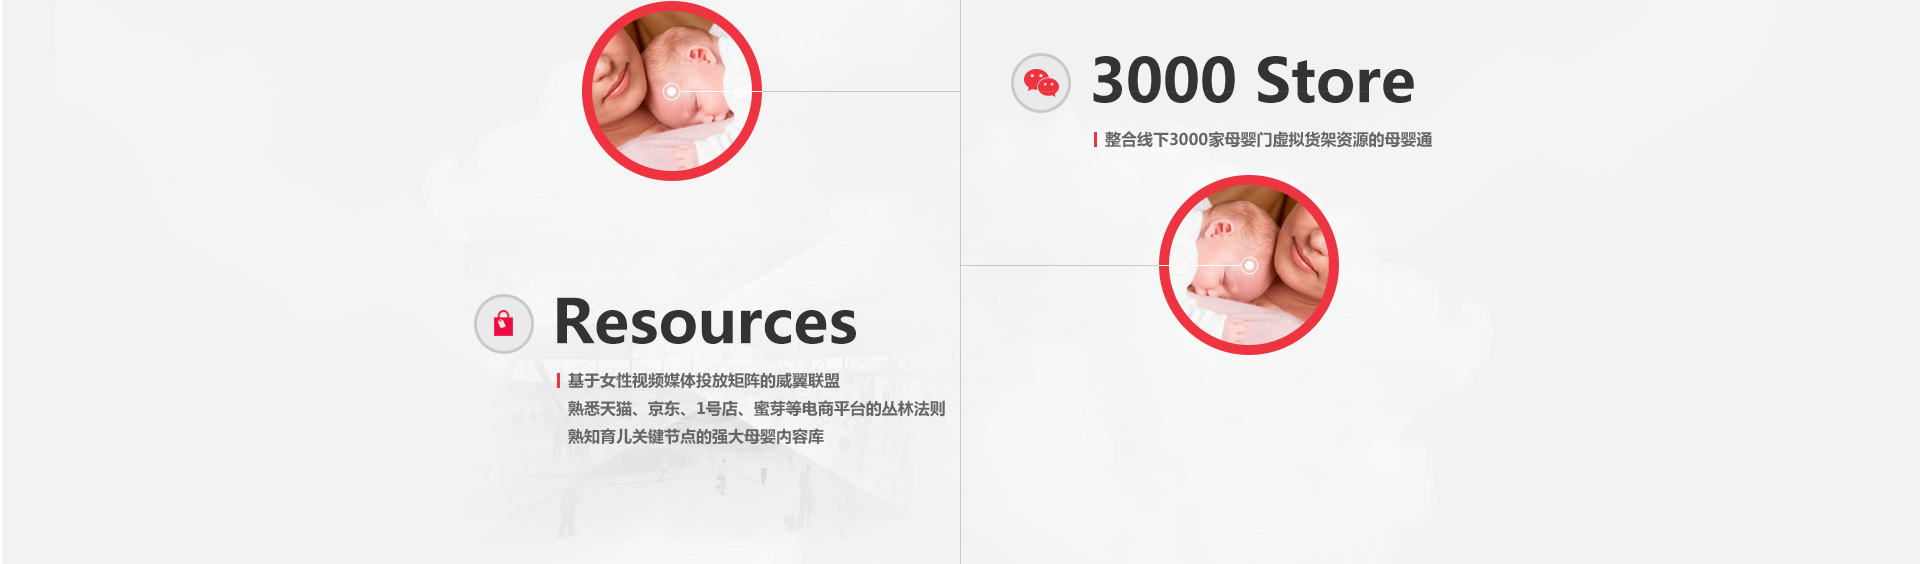 3000 Store
整合线下3000家母婴门虚拟货架资源的母婴通
Resources
基于女性视频媒体投放矩阵的威翼联盟
熟悉天猫、京东、1号店、蜜芽等电商平台的丛林法则
熟知育儿关键节点的强大母婴内容库